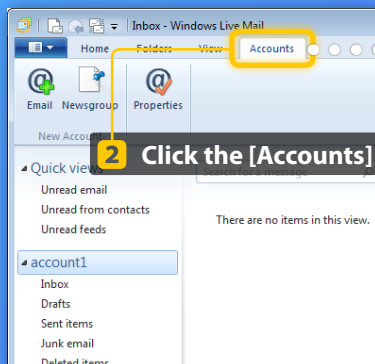 Inbox - Windows Live Mail
Home Folders View Accounts
Email Newsgroup Properties
New Account
2 Click the [Accounts]
Quick views
Search for a message
Unread email
Unread from contacts
Unread feeds
There are no items in this view.
account1
Inbox
Drafts
Sent items
Junk email
Deleted items